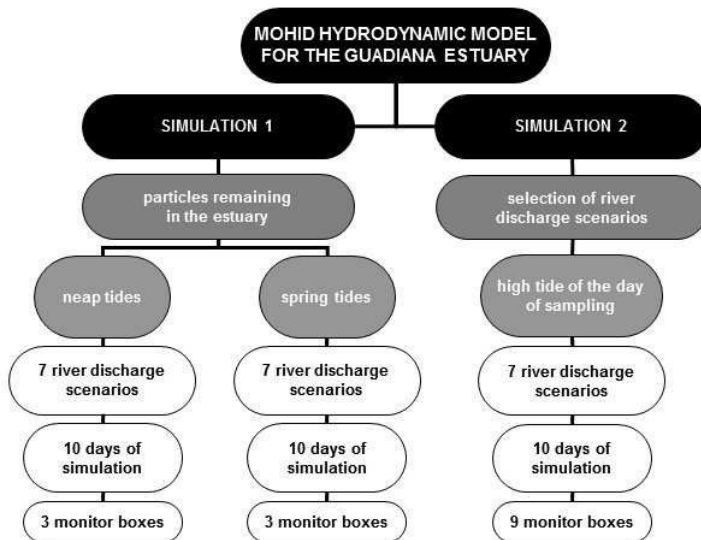 MOHID HYDRODYNAMIC MODEL
FOR THE GUADIANA ESTUARY
SIMULATION 1
SIMULATION 2
particles remaining
in the estuary
selection of river
discharge scenarios
neap tides
spring tides
high tide of the day
of sampling
7 river discharge
scenarios
7 river discharge
scenarios
7 river discharge
scenarios
10 days of
simulation
10 days of
simulation
10 days of
simulation
3 monitor boxes
3 monitor boxes
9 monitor boxes